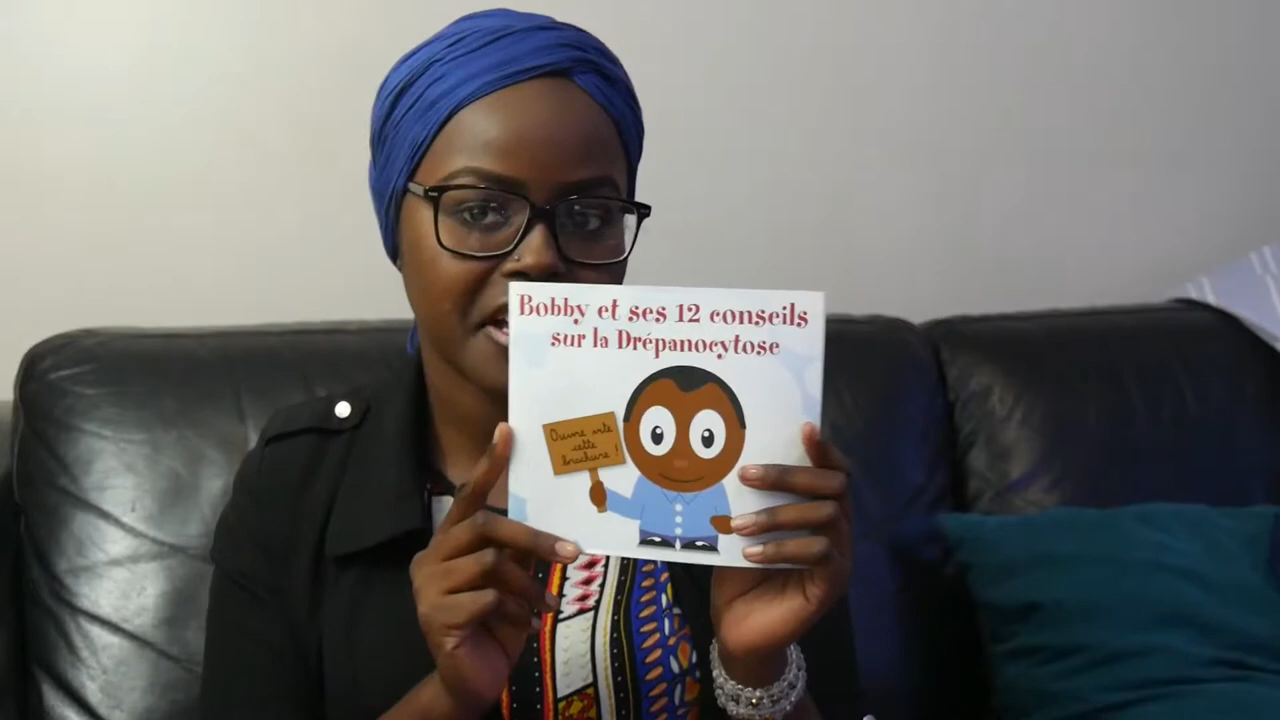 Bobby et ses 12 conseils
sur la Drépanocytose
Ouvre vite
cette
brochure !